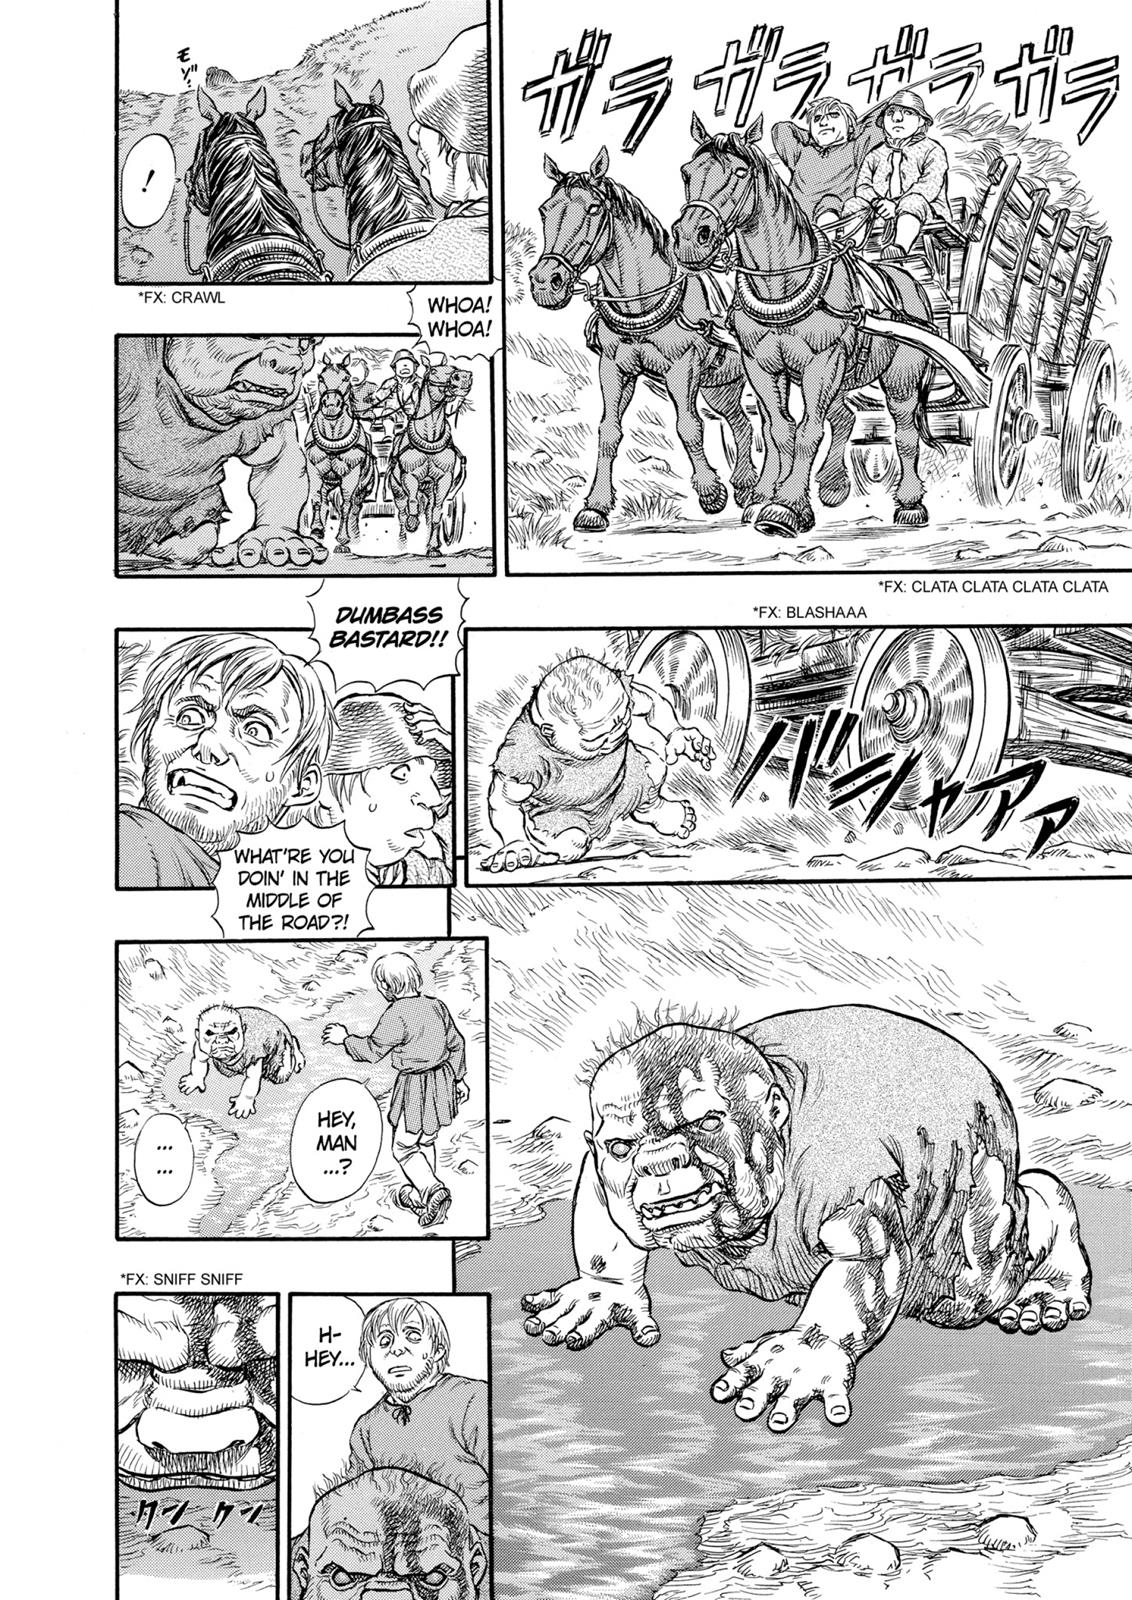 ガラガラガラガラ
*FX: CLATA CLATA CLATA CLATA
モゾ"
!
*FX: CRAWL
WHOA!
WHOA!
*FX: BLASHAAA
バシャアァ
DUMBASS
BASTARD!!
WHAT'RE YOU
DOIN' IN THE
MIDDLE OF
THE ROAD?!
HEY,
MAN
...?
...
...
H-
HEY...
*FX: SNIFF SNIFF
クン クン